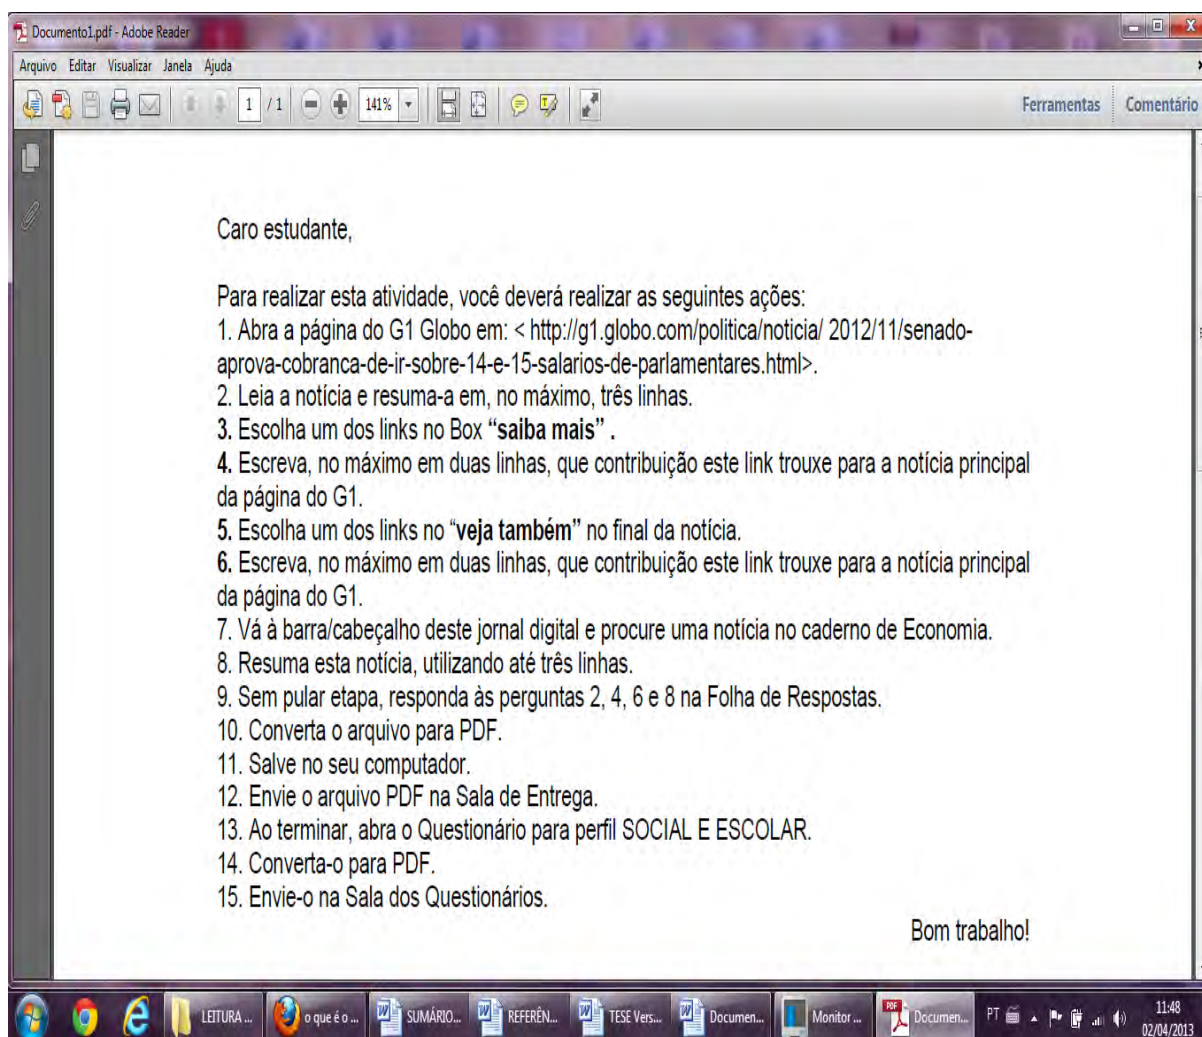 Documento1.pdf - Adobe Reader
Arquivo Editar Visualizar Janela Ajuda
1 / 1 141% Ferramentas Comentário
Caro estudante,
Para realizar esta atividade, você deverá realizar as seguintes ações:
1. Abra a página do G1 Globo em: < http://g1.globo.com/politica/noticia/ 2012/11/senado-
aprova-cobranca-de-ir-sobre-14-e-15-salarios-de-parlamentares.html>.
2. Leia a notícia e resuma-a em, no máximo, três linhas.
3. Escolha um dos links no Box “saiba mais” .
4. Escreva, no máximo em duas linhas, que contribuição este link trouxe para a notícia principal
da página do G1.
5. Escolha um dos links no “veja também” no final da notícia.
6. Escreva, no máximo em duas linhas, que contribuição este link trouxe para a notícia principal
da página do G1.
7. Vá à barra/cabeçalho deste jornal digital e procure uma notícia no caderno de Economia.
8. Resuma esta notícia, utilizando até três linhas.
9. Sem pular etapa, responda às perguntas 2, 4, 6 e 8 na Folha de Respostas.
10. Converta o arquivo para PDF.
11. Salve no seu computador.
12. Envie o arquivo PDF na Sala de Entrega.
13. Ao terminar, abra o Questionário para perfil SOCIAL E ESCOLAR.
14. Converta-o para PDF.
15. Envie-o na Sala dos Questionários.
Bom trabalho!
LEITURA ... o que é o ... SUMÁRIO... REFERÊN... TESE Vers... Documen... Monitor ... Documen... PT 11:48
02/04/2013